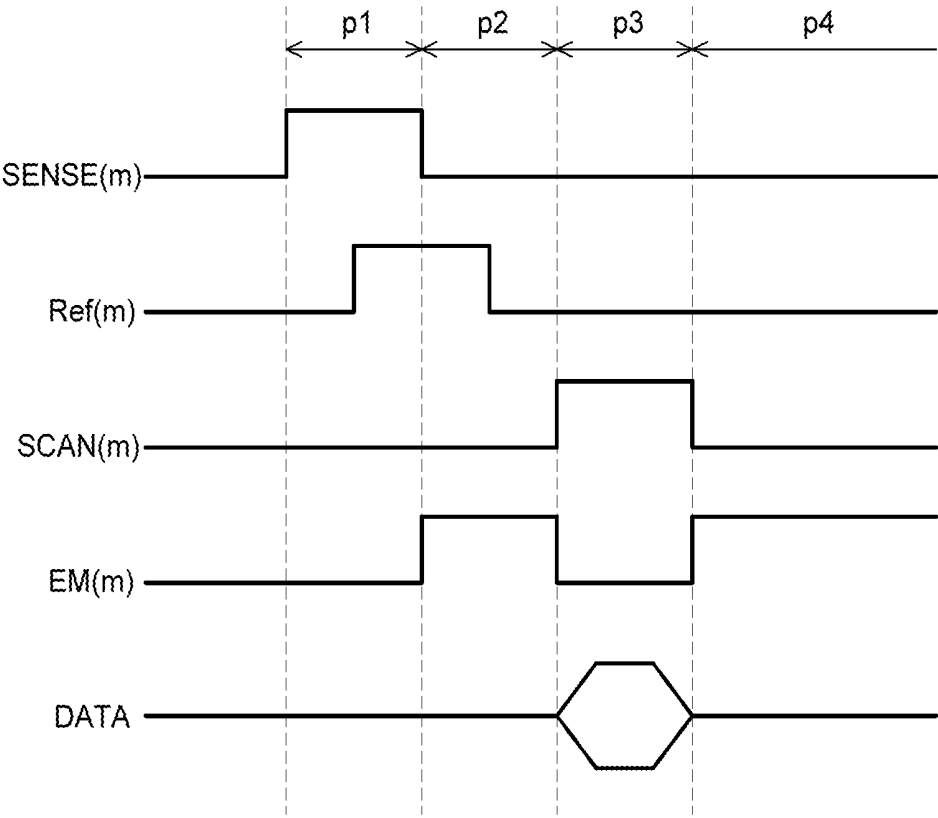 p1 p2 p3 p4
SENSE(m)
Ref(m)
SCAN(m)
EM(m)
DATA